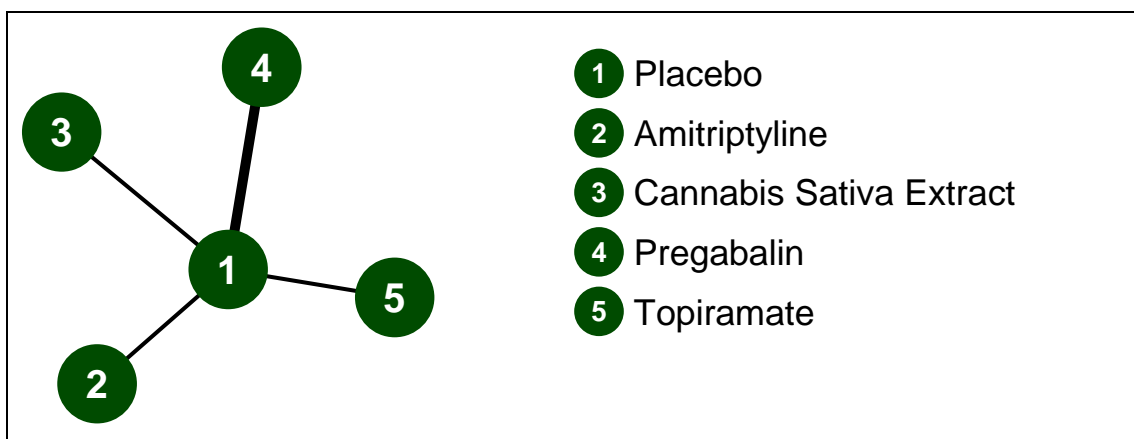 4
3
1
5
2
1 Placebo
2 Amitriptyline
3 Cannabis Sativa Extract
4 Pregabalin
5 Topiramate